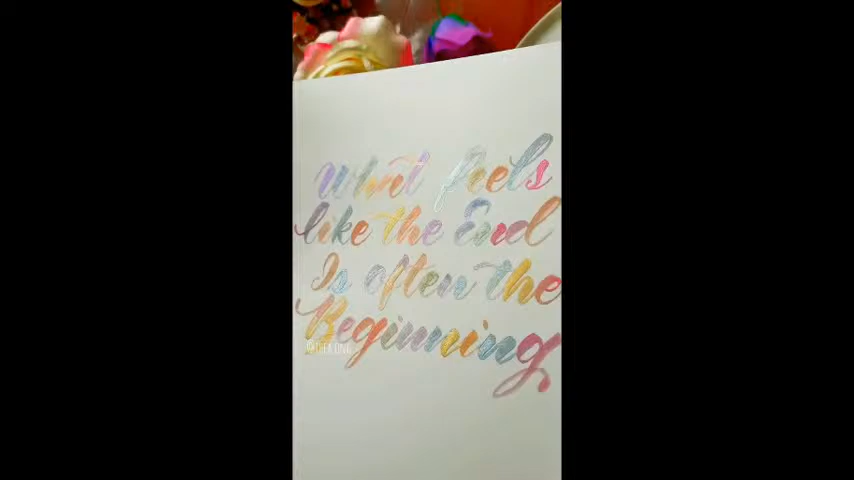 What feels
like the End
Is often the
Beginning